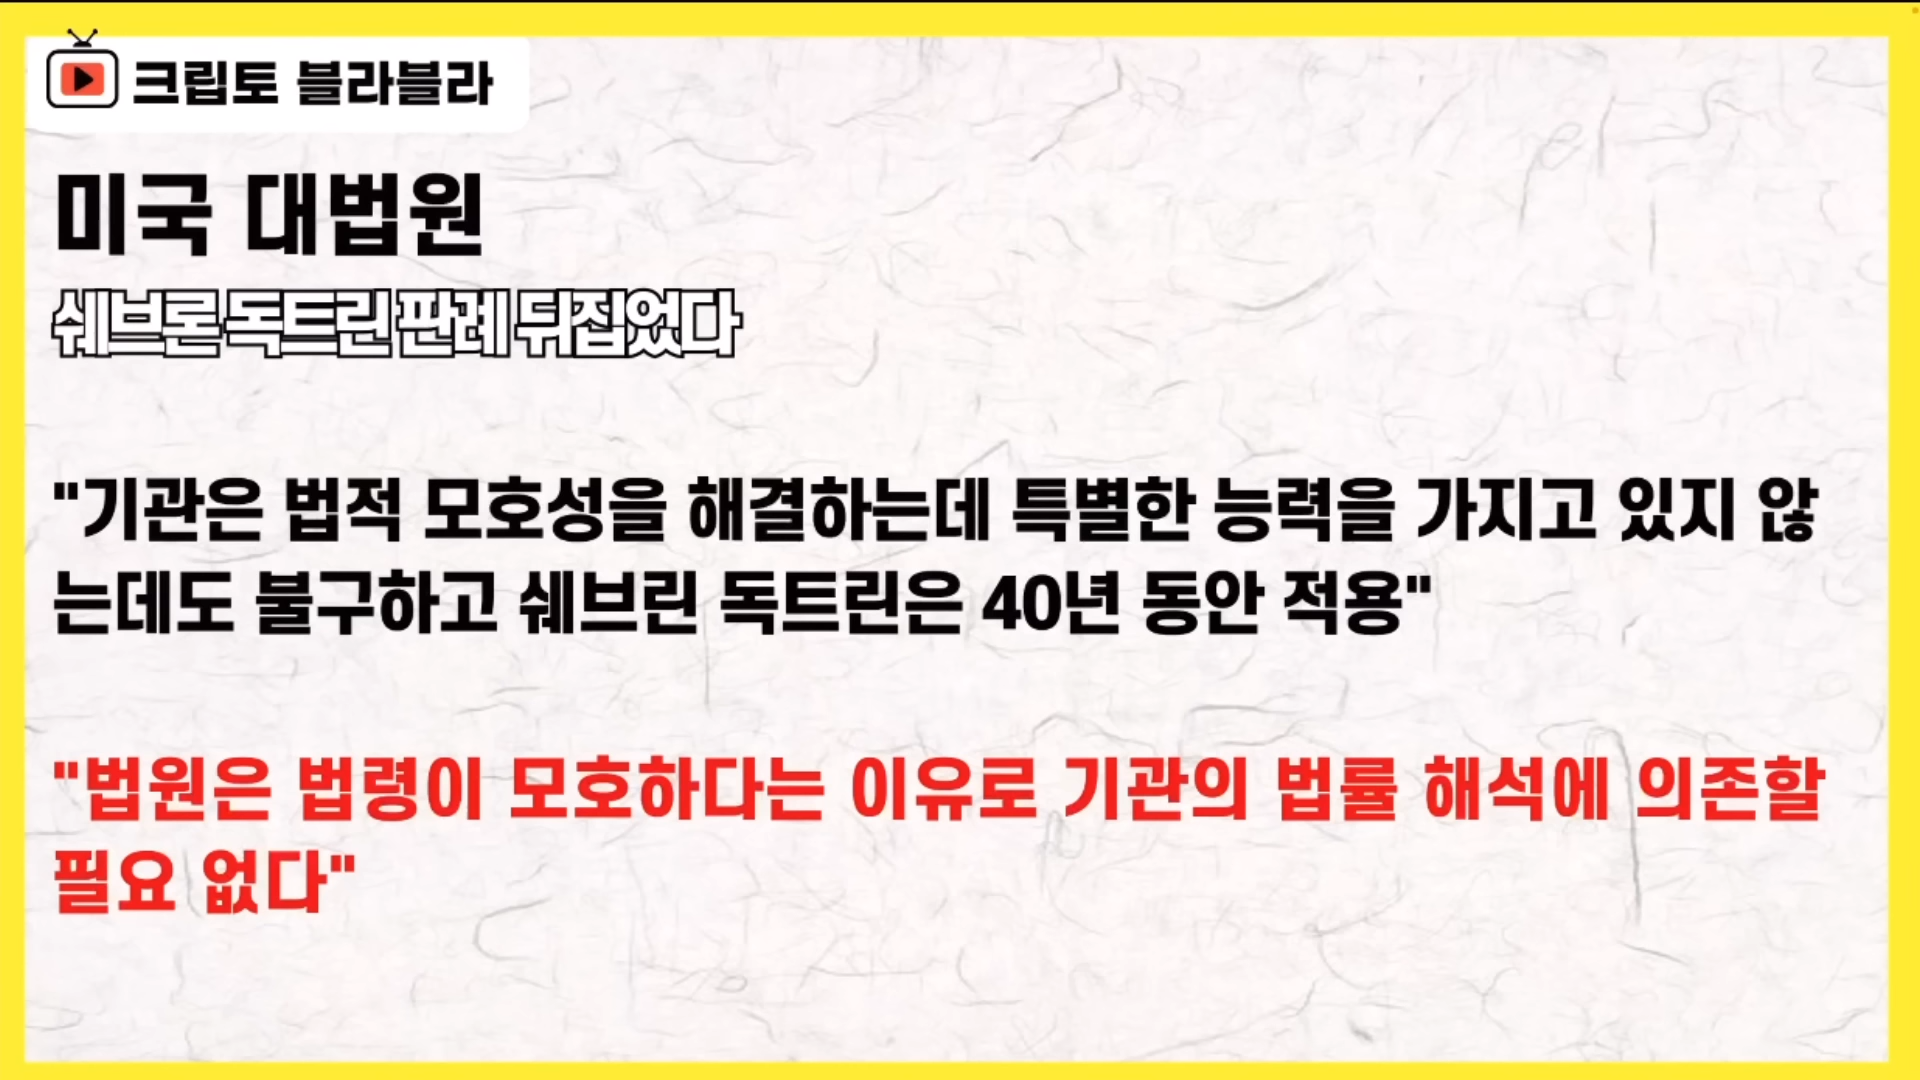 크립토 블라블라
미국 대법원
쉐브론 독트린 판례 뒤집었다
"기관은 법적 모호성을 해결하는데 특별한 능력을 가지고 있지 않
는데도 불구하고 쉐브린 독트린은 40년 동안 적용"
"법원은 법령이 모호하다는 이유로 기관의 법률 해석에 의존할
필요 없다"